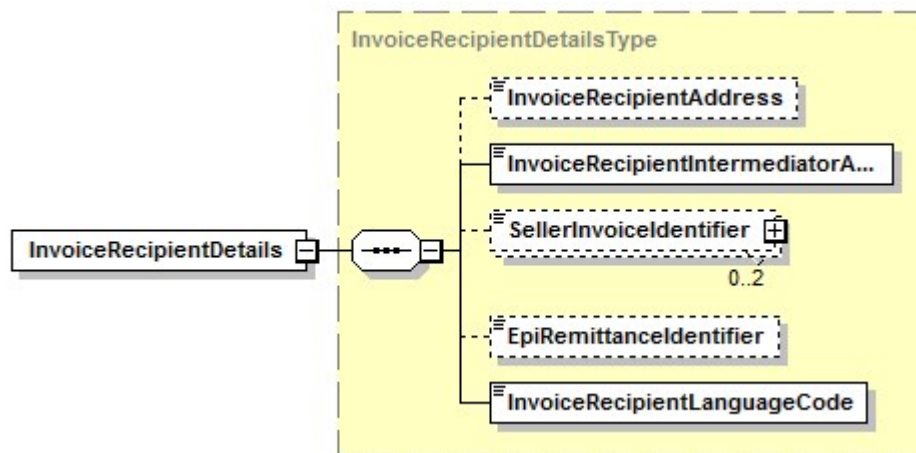 InvoiceRecipientDetailsType
InvoiceRecipientAddress
InvoiceRecipientIntermediatorA...
InvoiceRecipientDetails
SellerInvoiceIdentifier
0..2
EpiRemittanceIdentifier
InvoiceRecipientLanguageCode